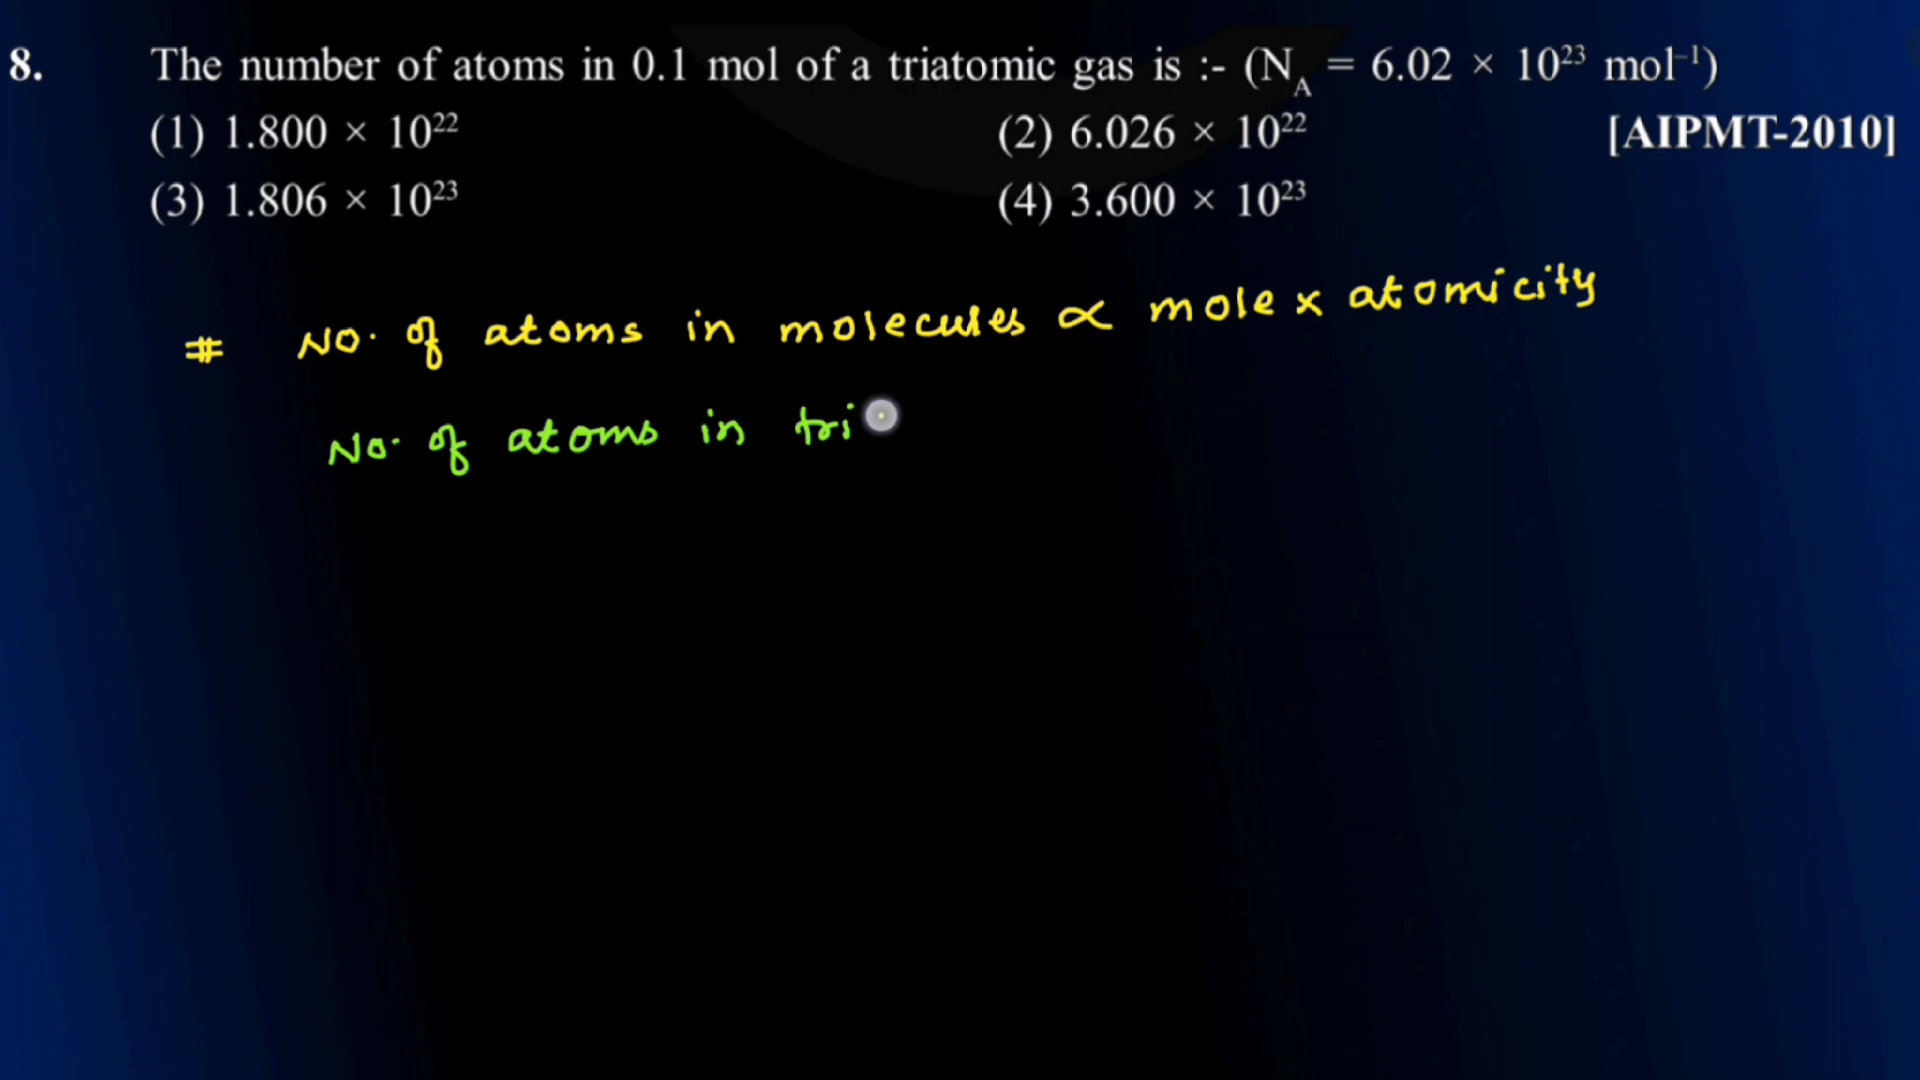 8. The number of atoms in 0.1 mol of a triatomic gas is :- (N_A = 6.02 × 10²³ mol⁻¹)
(1) 1.800 × 10²² (2) 6.026 × 10²² [AIPMT-2010]
(3) 1.806 × 10²³ (4) 3.600 × 10²³
# No. of atoms in molecules ∝ mole x atomicity
No. of atoms in tri